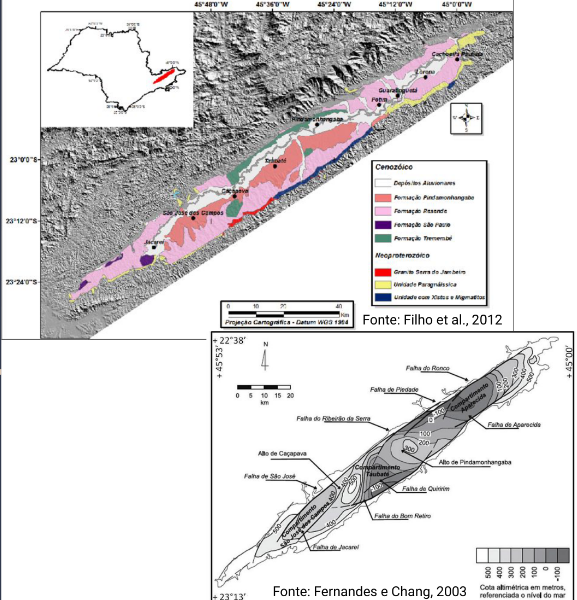 45°48'0"W 45°36'0"W 45°24'0"W 45°12'0"W 45°0'0"W
23°0'0"S
23°12'0"S
23°24'0"S
Cachoeira Paulista
Lorena
Guaratinguetá
Potim
Pindamonhangaba
Taubaté
Caçapava
São José dos Campos
Jacareí
N
W E
S
Cenozóico
Depósitos Aluvionares
Formação Pindamonhangaba
Formação Resende
Formação São Paulo
Formação Tremembé
Neoproterozóico
Granito Serra do Jambeiro
Unidade Paragnáissica
Unidade com Xistos e Migmatitos
0 10 20 40
Km
Projeção Cartográfica - Datum WGS 1984
Fonte: Filho et al., 2012
+ 22°38'
+ 45°53'
+ 45°00'
N
0 5 10 15 20
km
Falha do Ronco
Falha de Piedade
Falha do Ribeirão da Serra
Compartimento Aparecida
Falha de Aparecida
Alto de Caçapava
Alto de Pindamonhangaba
Falha de São José
Compartimento Taubaté
Falha do Quiririm
Compartimento São José dos Campos
Falha do Bom Retiro
Falha de Jacareí
500 400 300 200 100 0 -100
Cota altimétrica em metros,
referenciada o nível do mar
+ 23°13'
Fonte: Fernandes e Chang, 2003